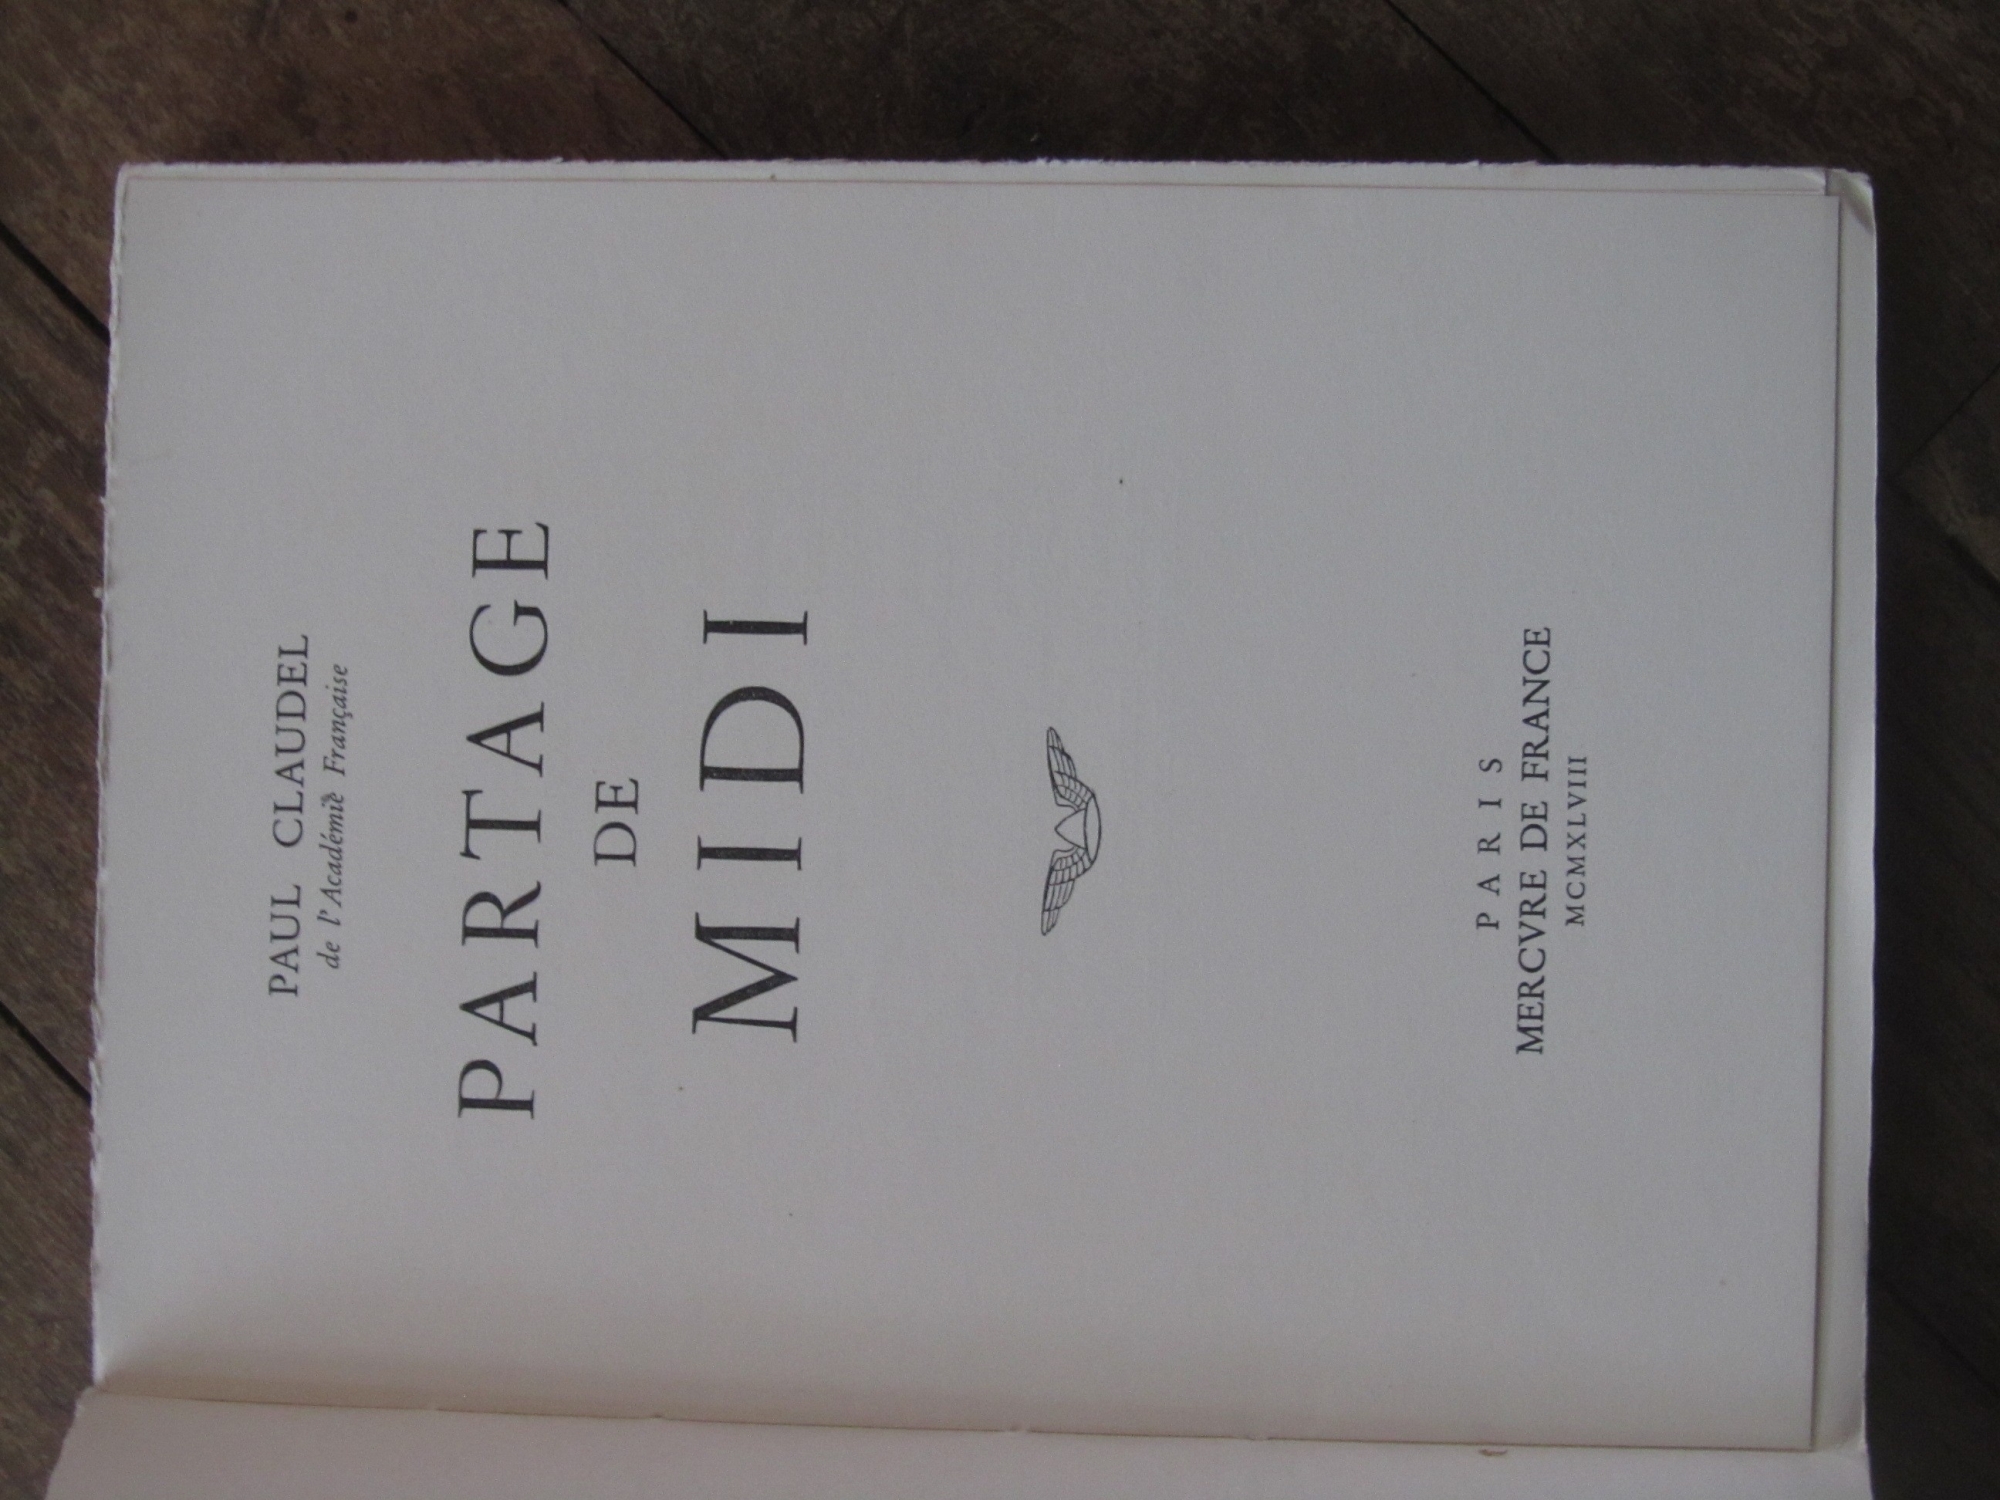 PAUL CLAUDEL
de l'Académie Française
PARTAGE
DE
MIDI
PARIS
MERCVRE DE FRANCE
MCMXLVIII